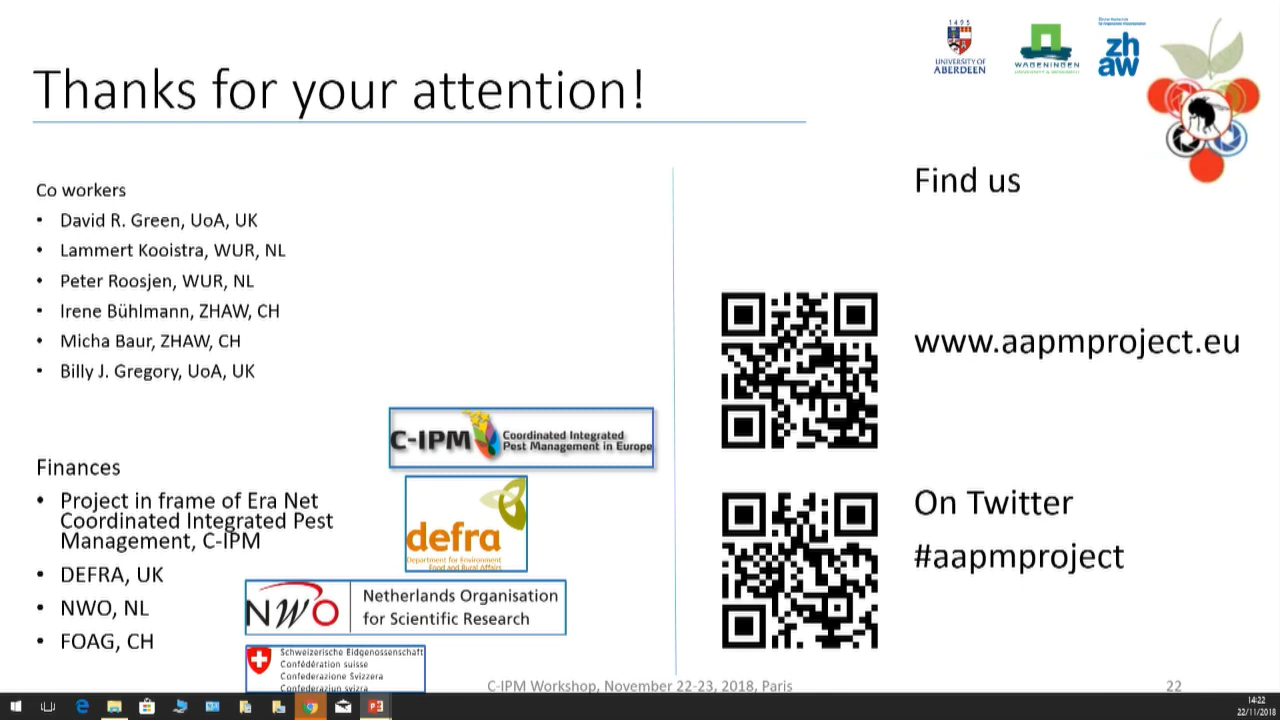 1495
UNIVERSITY OF
ABERDEEN
WAGENINGEN
zh
aw
Thanks for your attention!
Find us
Co workers
• David R. Green, UoA, UK
• Lammert Kooistra, WUR, NL
• Peter Roosjen, WUR, NL
• Irene Bühlmann, ZHAW, CH
• Micha Baur, ZHAW, CH
• Billy J. Gregory, UoA, UK
www.aapmproject.eu
C-IPM Coordinated Integrated
Pest Management in Europe
Finances
• Project in frame of Era Net
Coordinated Integrated Pest
Management, C-IPM
• DEFRA, UK
• NWO, NL
• FOAG, CH
defra
Department for Environment
Food and Rural Affairs
NWO
Netherlands Organisation
for Scientific Research
Schweizerische Eidgenossenschaft
Confédération suisse
Confederazione Svizzera
Confederaziun svizra
On Twitter
#aapmproject
C-IPM Workshop, November 22-23, 2018, Paris
22
14:22
22/11/2018